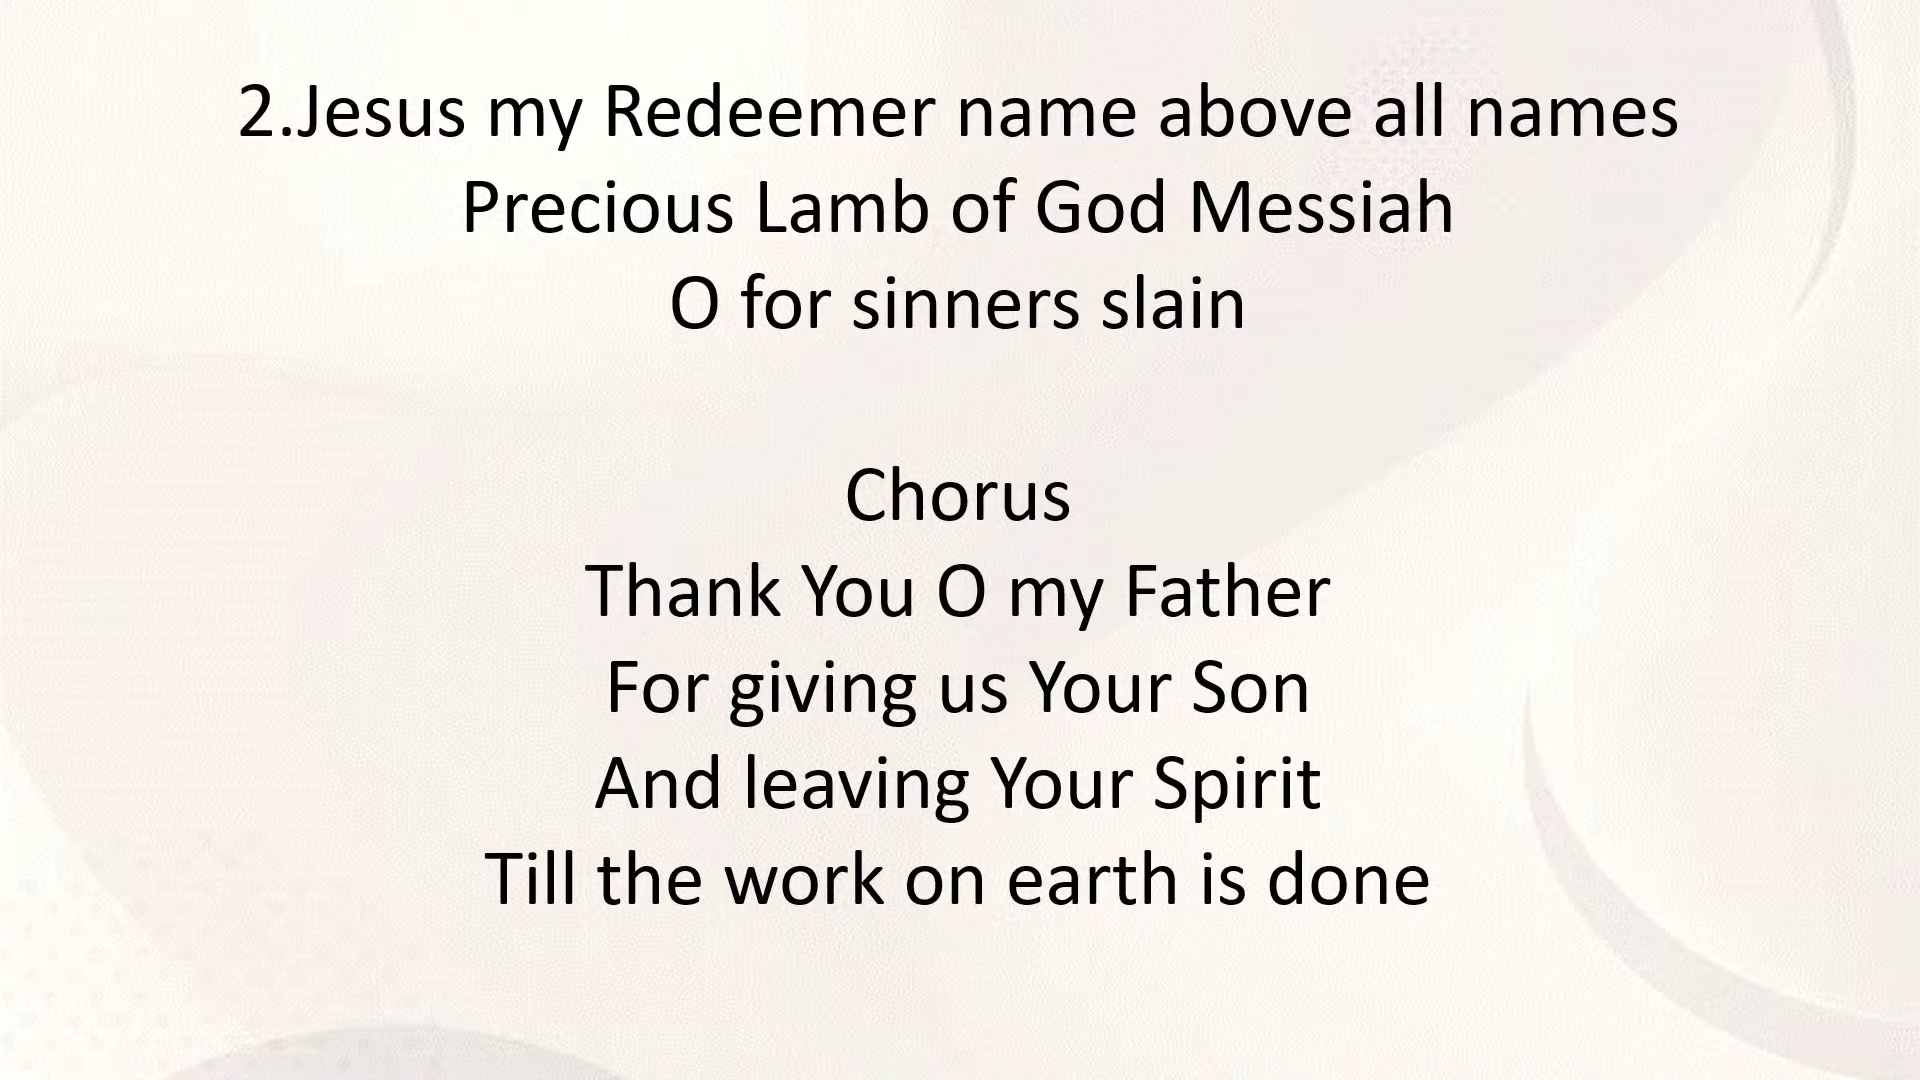 2.Jesus my Redeemer name above all names
Precious Lamb of God Messiah
O for sinners slain
Chorus
Thank You O my Father
For giving us Your Son
And leaving Your Spirit
Till the work on earth is done